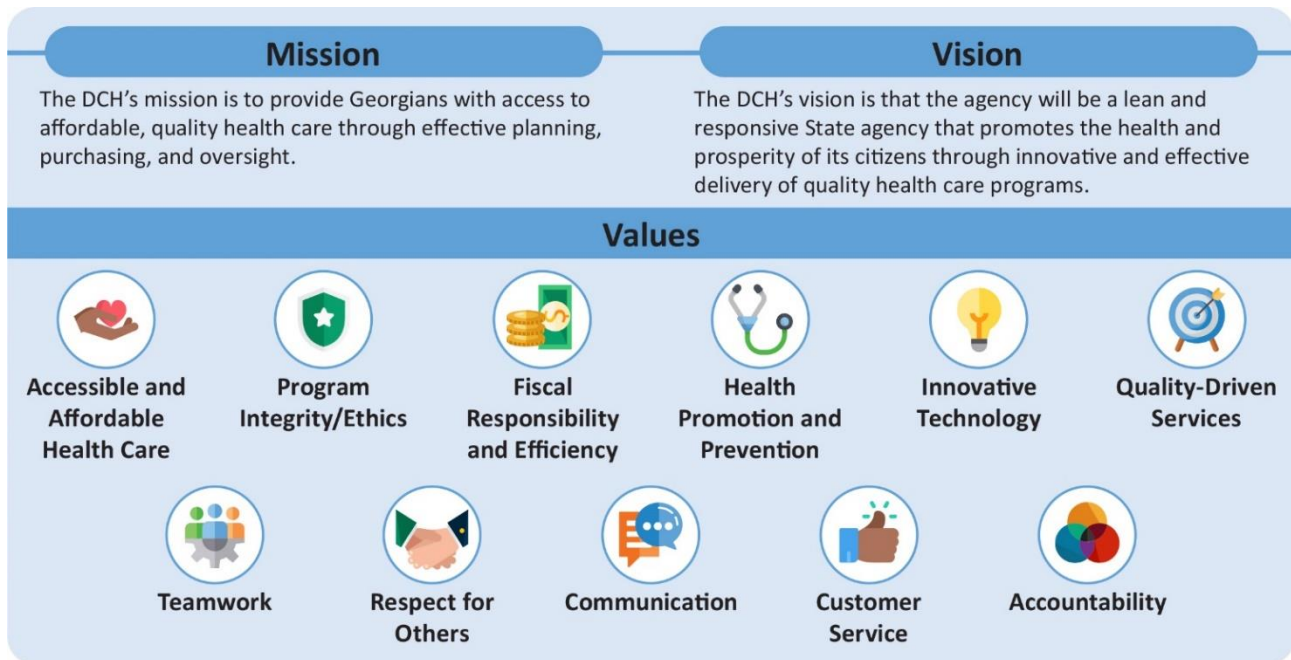 Mission
The DCH’s mission is to provide Georgians with access to
affordable, quality health care through effective planning,
purchasing, and oversight.
Vision
The DCH’s vision is that the agency will be a lean and
responsive State agency that promotes the health and
prosperity of its citizens through innovative and effective
delivery of quality health care programs.
Values
Accessible and
Affordable
Health Care
Program
Integrity/Ethics
Fiscal
Responsibility
and Efficiency
Health
Promotion and
Prevention
Innovative
Technology
Quality-Driven
Services
Teamwork
Respect for
Others
Communication
Customer
Service
Accountability